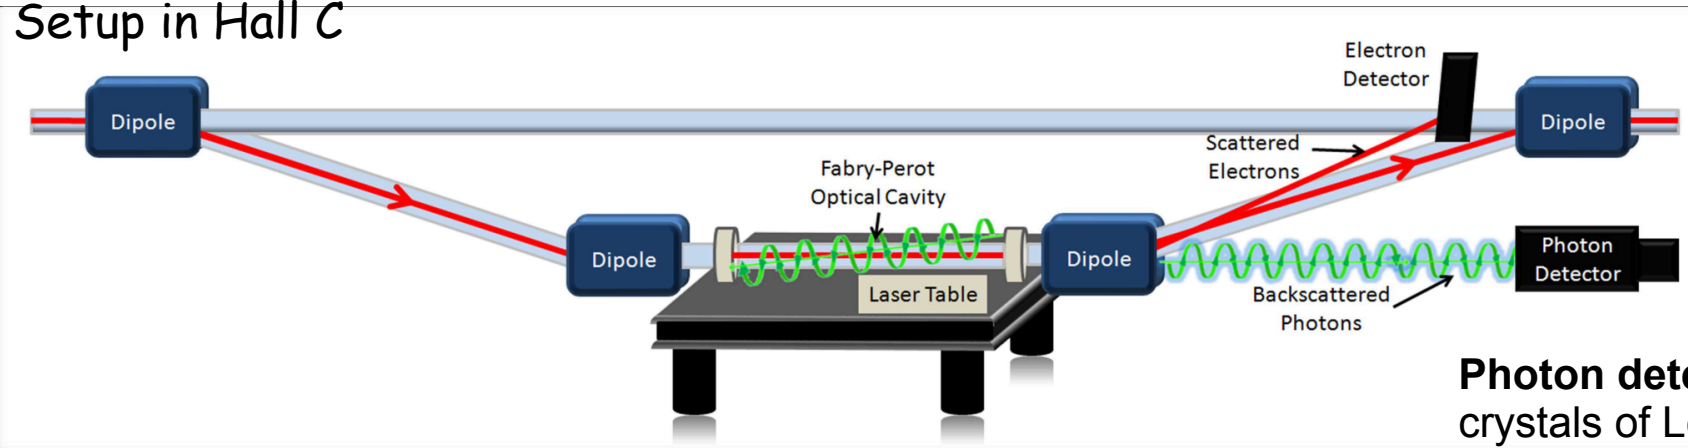 Setup in Hall C
Electron
Detector
Dipole
Dipole
Scattered
Electrons
Fabry-Perot
Optical Cavity
Dipole
Dipole
Photon
Detector
Laser Table
Backscattered
Photons
Photon
crystals of